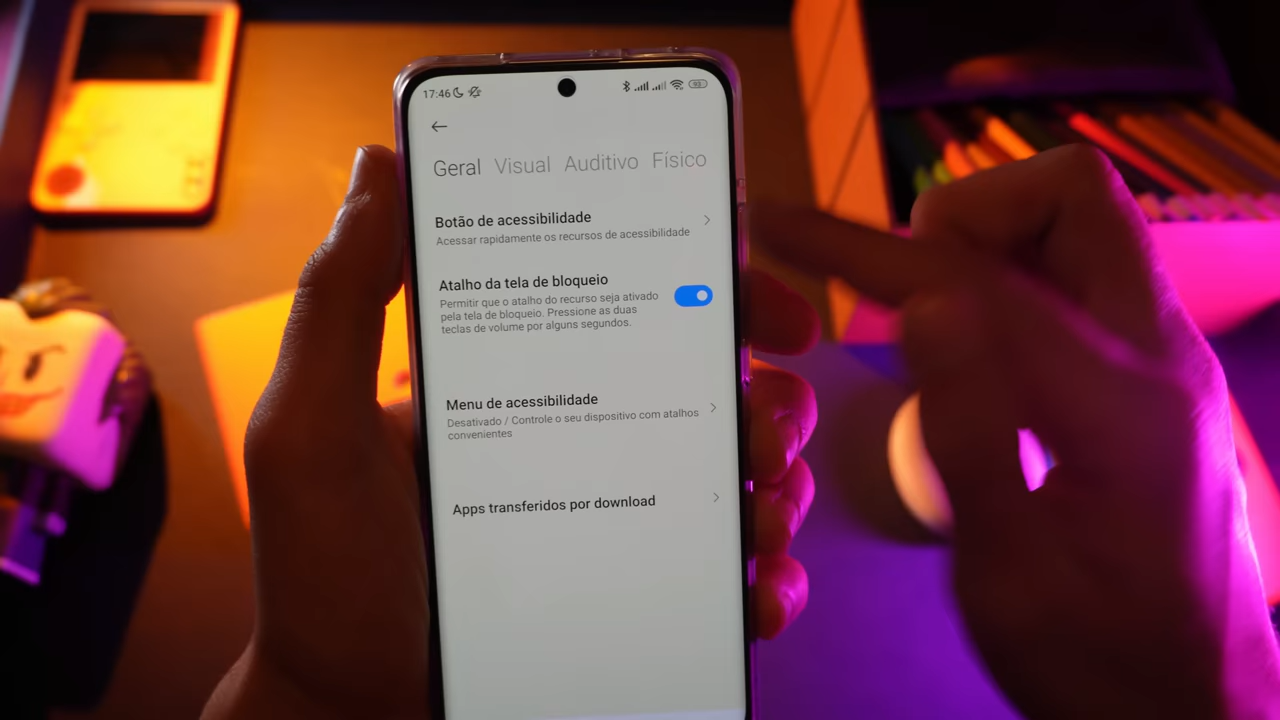 17:46
Geral Visual Auditivo Físico
Botão de acessibilidade
Acessar rapidamente os recursos de acessibilidade
Atalho da tela de bloqueio
Permitir que o atalho do recurso seja ativado
pela tela de bloqueio. Pressione as duas
teclas de volume por alguns segundos.
Menu de acessibilidade
Desativado / Controle o seu dispositivo com atalhos
convenientes
Apps transferidos por download